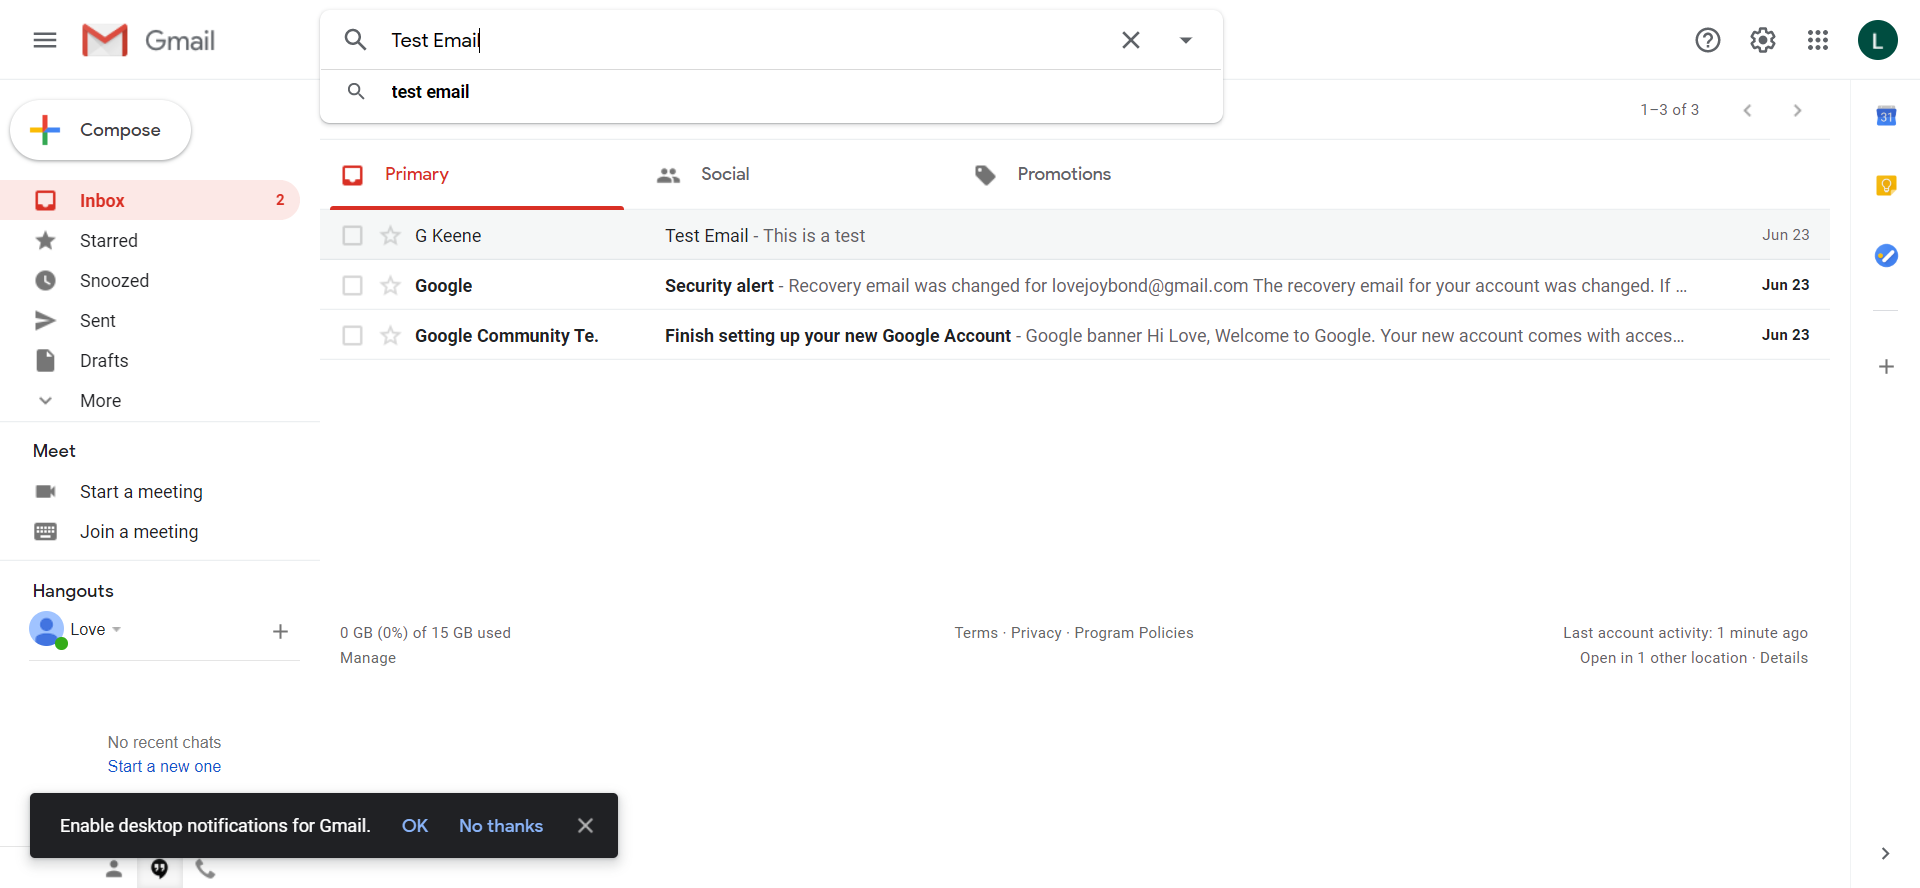 Gmail
Test Email
test email
L
Compose
1–3 of 3
31
Primary
Social
Promotions
Inbox 2
Starred
Snoozed
Sent
Drafts
More
G Keene Test Email - This is a test Jun 23
Google Security alert - Recovery email was changed for lovejoybond@gmail.com The recovery email for your account was changed. If ... Jun 23
Google Community Te. Finish setting up your new Google Account - Google banner Hi Love, Welcome to Google. Your new account comes with acces... Jun 23
Meet
Start a meeting
Join a meeting
Hangouts
Love
0 GB (0%) of 15 GB used
Manage
Terms · Privacy · Program Policies
Last account activity: 1 minute ago
Open in 1 other location · Details
No recent chats
Start a new one
Enable desktop notifications for Gmail. OK No thanks